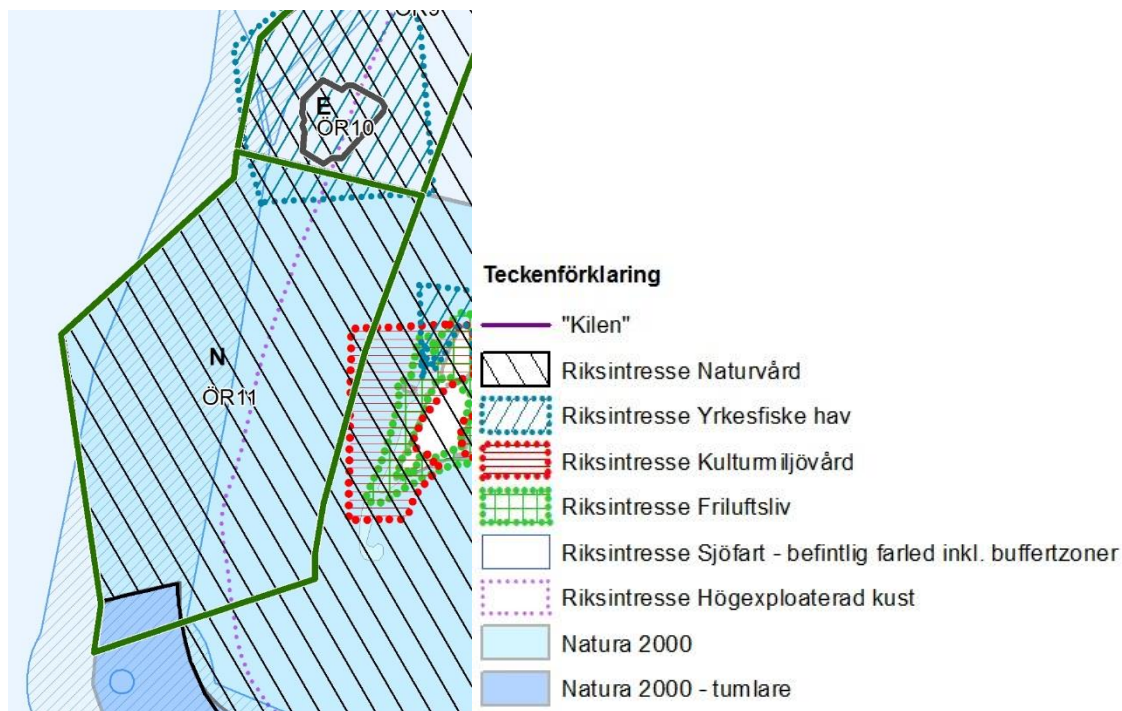 E
ÖR10
N
ÖR11
Teckenförklaring
"Kilen"
Riksintresse Naturvård
Riksintresse Yrkesfiske hav
Riksintresse Kulturmiljövård
Riksintresse Friluftsliv
Riksintresse Sjöfart - befintlig farled inkl. buffertzoner
Riksintresse Högexploaterad kust
Natura 2000
Natura 2000 - tumlare